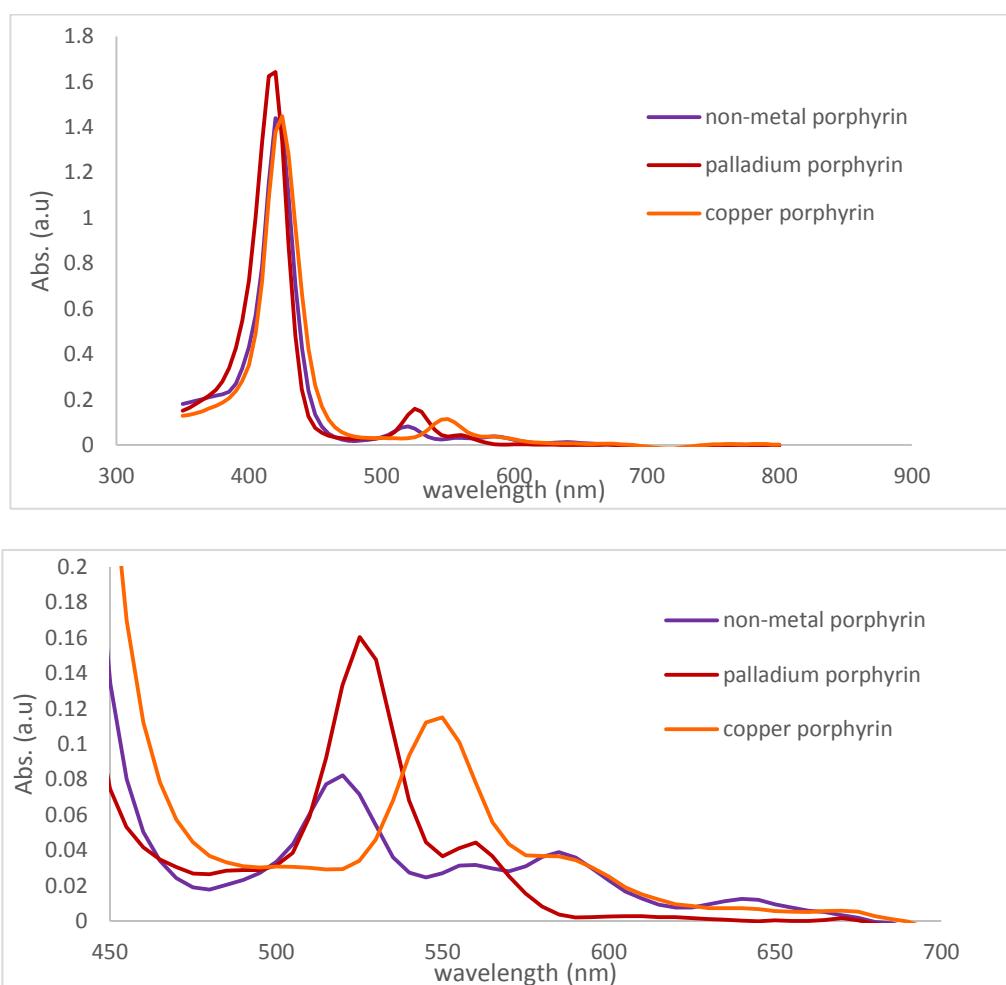 1.8
1.6
1.4
1.2
1
0.8
0.6
0.4
0.2
0
Abs. (a.u)
non-metal porphyrin
palladium porphyrin
copper porphyrin
300 400 500 600 700 800 900
wavelength (nm)
0.2
0.18
0.16
0.14
0.12
0.1
0.08
0.06
0.04
0.02
0
Abs. (a.u)
non-metal porphyrin
palladium porphyrin
copper porphyrin
450 500 550 600 650 700
wavelength (nm)